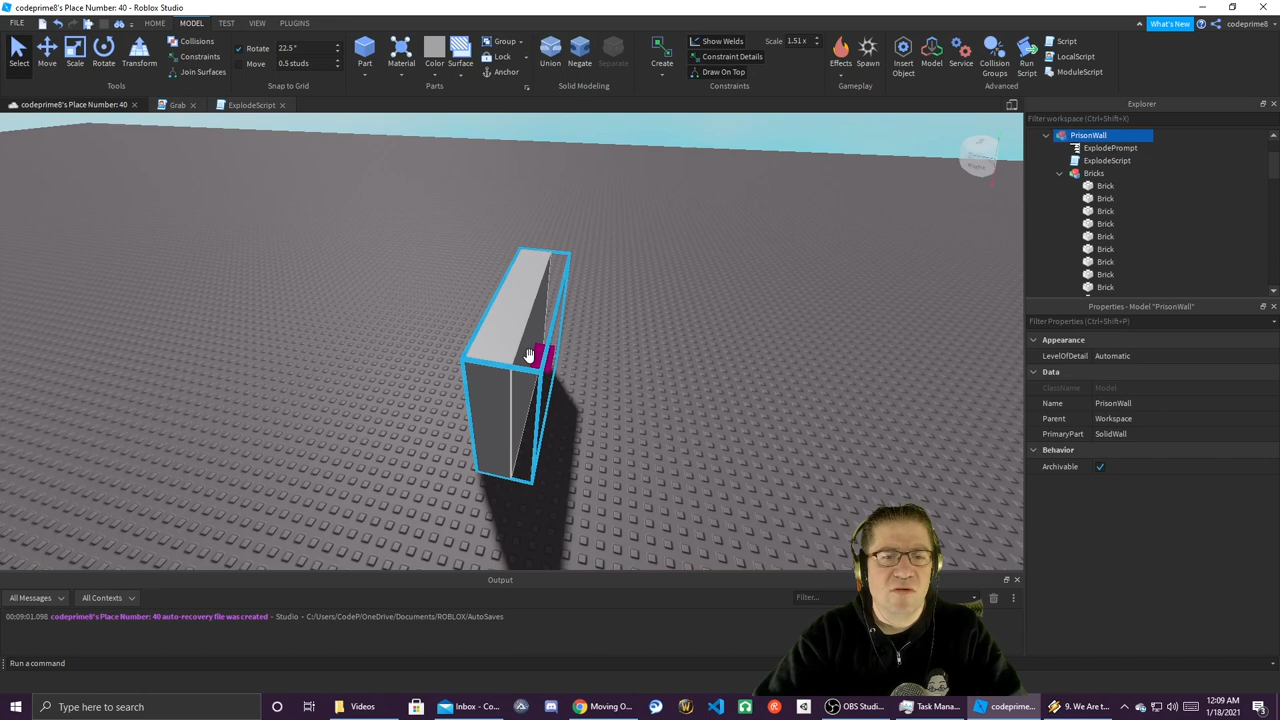 codeprime8's Place Number: 40 - Roblox Studio
FILE HOME MODEL TEST VIEW PLUGINS What's New codeprime8
Select Move Scale Rotate Transform
Collisions
Constraints
Join Surfaces
Tools
Rotate 22.5°
Move 0.5 studs
Snap to Grid
Part Material Color Surface
Group
Lock
Anchor
Parts
Union Negate Separate
Solid Modeling
Create
Show Welds
Constraint Details
Draw On Top
Scale 1.51 x
Constraints
Effects Spawn
Gameplay
Insert Object Model Service Collision Groups Run Script
Script
LocalScript
ModuleScript
Advanced
codeprime8's Place Number: 40 Grab ExplodeScript
Explorer
Filter workspace (Ctrl+Shift+X)
PrisonWall
ExplodePrompt
ExplodeScript
Bricks
Brick
Brick
Brick
Brick
Brick
Brick
Brick
Brick
Brick
Properties - Model "PrisonWall"
Filter Properties (Ctrl+Shift+P)
Appearance
LevelOfDetail Automatic
Data
ClassName Model
Name PrisonWall
Parent Workspace
PrimaryPart SolidWall
Behavior
Archivable
Output
All Messages All Contexts Filter...
00:09:01.098 codeprime8's Place Number: 40 auto-recovery file was created - Studio - C:/Users/CodeP/OneDrive/Documents/ROBLOX/AutoSaves
Run a command
Type here to search Videos Inbox - Co... Moving O... OBS Studi... Task Mana... codeprime... 9. We Are t...
12:09 AM
1/18/2021